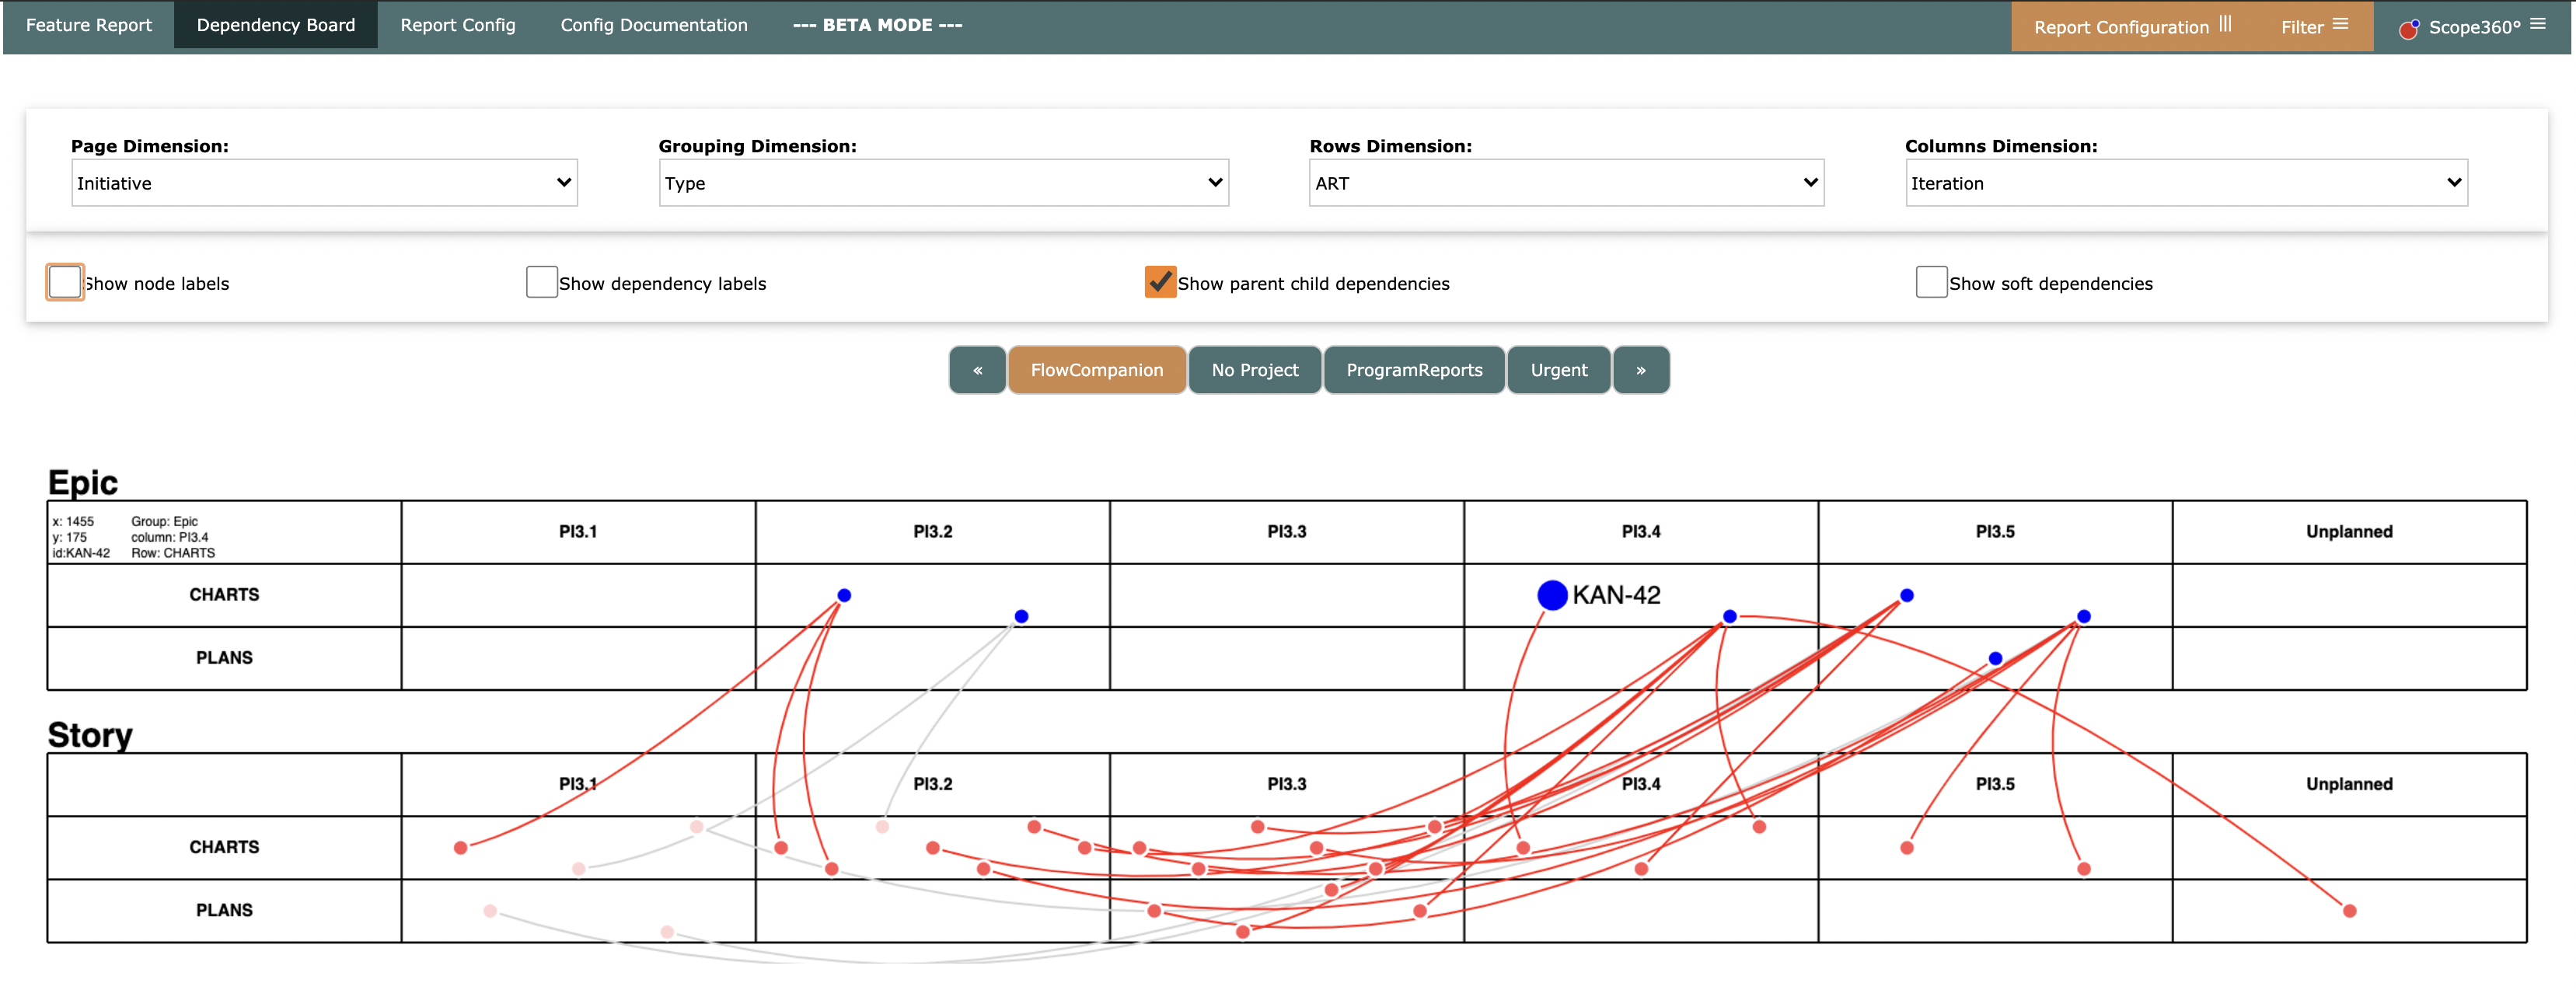 Feature Report Dependency Board Report Config Config Documentation --- BETA MODE --- Report Configuration Filter Scope360°
Page Dimension: Grouping Dimension: Rows Dimension: Columns Dimension:
Initiative Type ART Iteration
Show node labels Show dependency labels Show parent child dependencies Show soft dependencies
« FlowCompanion No Project ProgramReports Urgent »
Epic
x: 1455 Group: Epic
y: 175 column: PI3.4
id:KAN-42 Row: CHARTS
PI3.1 PI3.2 PI3.3 PI3.4 PI3.5 Unplanned
CHARTS KAN-42
PLANS
Story
PI3.1 PI3.2 PI3.3 PI3.4 PI3.5 Unplanned
CHARTS
PLANS